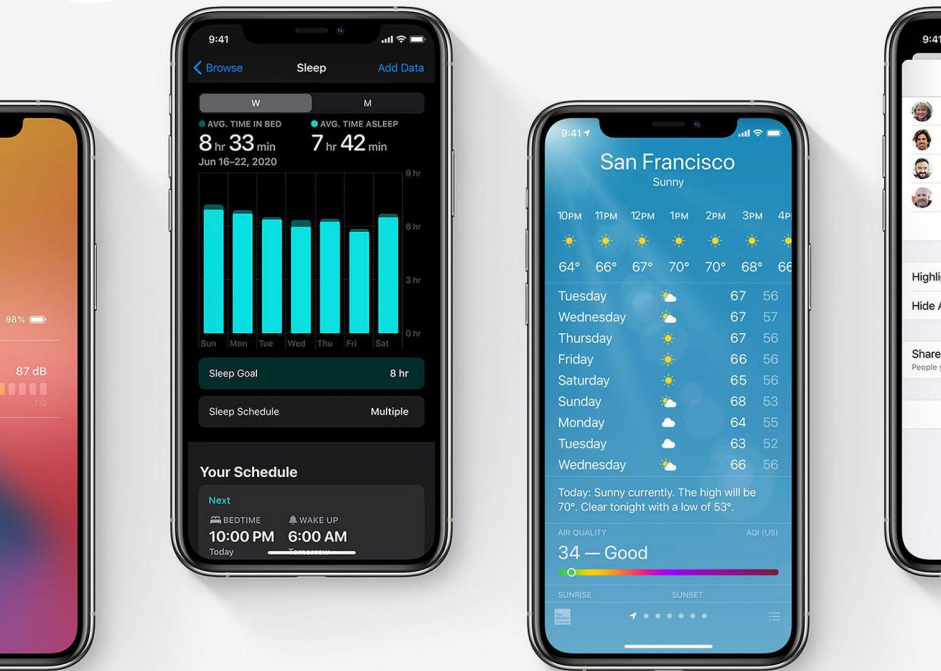 98%
87 dB
110
9:41
Browse Sleep Add Data
W M
AVG. TIME IN BED AVG. TIME ASLEEP
8 hr 33 min 7 hr 42 min
Jun 16–22, 2020
9 hr
6 hr
3 hr
0 hr
Sun Mon Tue Wed Thu Fri Sat
Sleep Goal 8 hr
Sleep Schedule Multiple
Your Schedule
Next
BEDTIME WAKE UP
10:00 PM 6:00 AM
Today Tomorrow
9:41
San Francisco
Sunny
10PM 11PM 12PM 1PM 2PM 3PM 4P
64° 66° 67° 70° 70° 68° 66
Tuesday 67 56
Wednesday 67 57
Thursday 67 56
Friday 66 56
Saturday 65 56
Sunday 68 53
Monday 64 55
Tuesday 63 52
Wednesday 66 56
Today: Sunny currently. The high will be
70°. Clear tonight with a low of 53°.
AIR QUALITY AQI (US)
34 — Good
SUNRISE SUNSET
9:41
Highli
Hide A
Share
People y